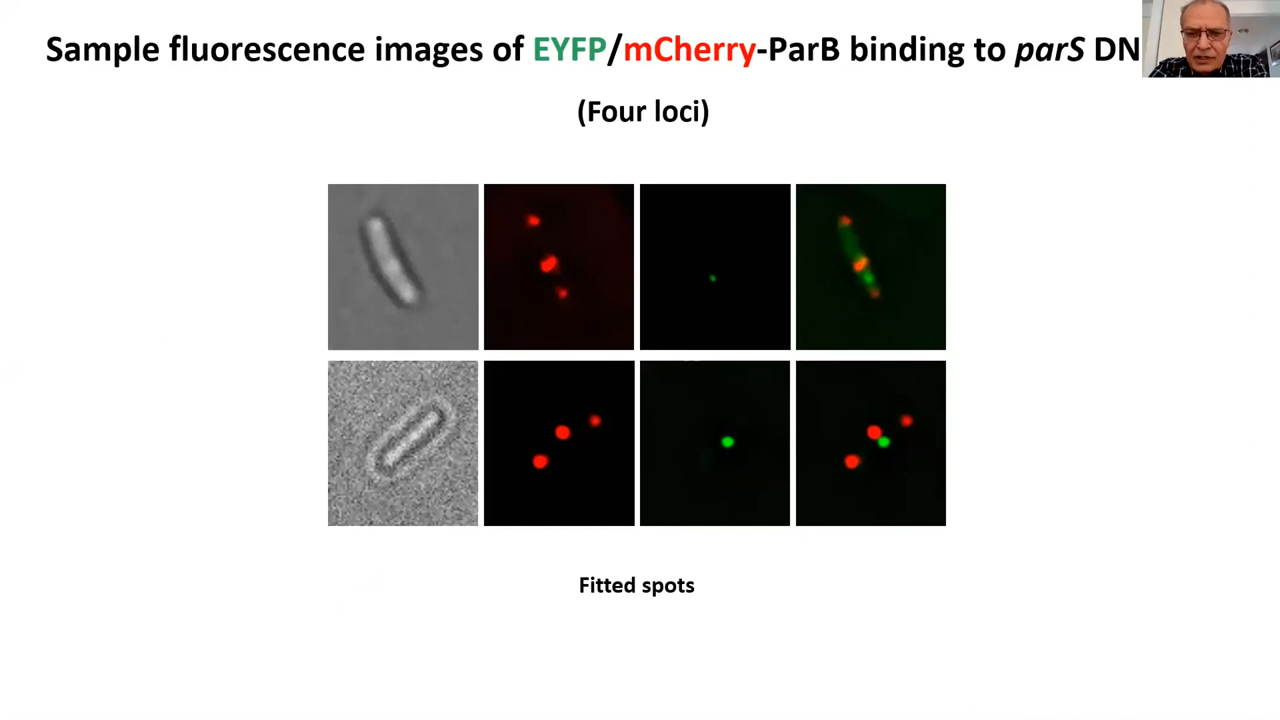 Sample fluorescence images of EYFP/mCherry-ParB binding to parS DN
(Four loci)
Fitted spots